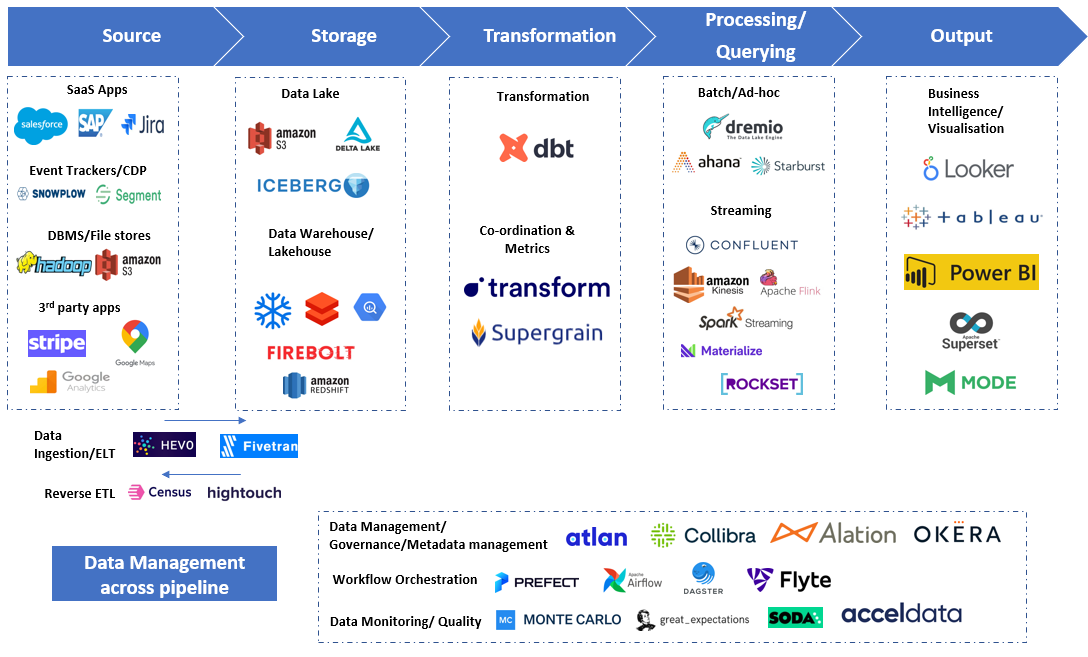 Source
Storage
Transformation
Processing/
Querying
Output
SaaS Apps
salesforce
SAP
Jira
Event Trackers/CDP
SNOWPLOW
Segment
DBMS/File stores
hadoop
amazon
S3
3rd party apps
stripe
Google Maps
Google
Analytics
Data Lake
amazon
S3
DELTA LAKE
ICEBERG
Data Warehouse/
Lakehouse
FIREBOLT
amazon
REDSHIFT
Transformation
dbt
Co-ordination &
Metrics
transform
Supergrain
Batch/Ad-hoc
dremio
The Data Lake Engine
ahana
Starburst
Streaming
CONFLUENT
amazon
Kinesis
Apache Flink
Spark Streaming
Materialize
ROCKSET
Business
Intelligence/
Visualisation
Looker
+ a b l e a u
Power BI
Apache
Superset
MODE
Data
Ingestion/ELT
HEVO
Fivetran
Reverse ETL
Census
hightouch
Data Management
across pipeline
Data Management/
Governance/Metadata management
atlan
Collibra
Alation
OKËRA
Workflow Orchestration
PREFECT
Apache
Airflow
DAGSTER
Flyte
Data Monitoring/ Quality
MC
MONTE CARLO
great_expectations
SODA
acceldata